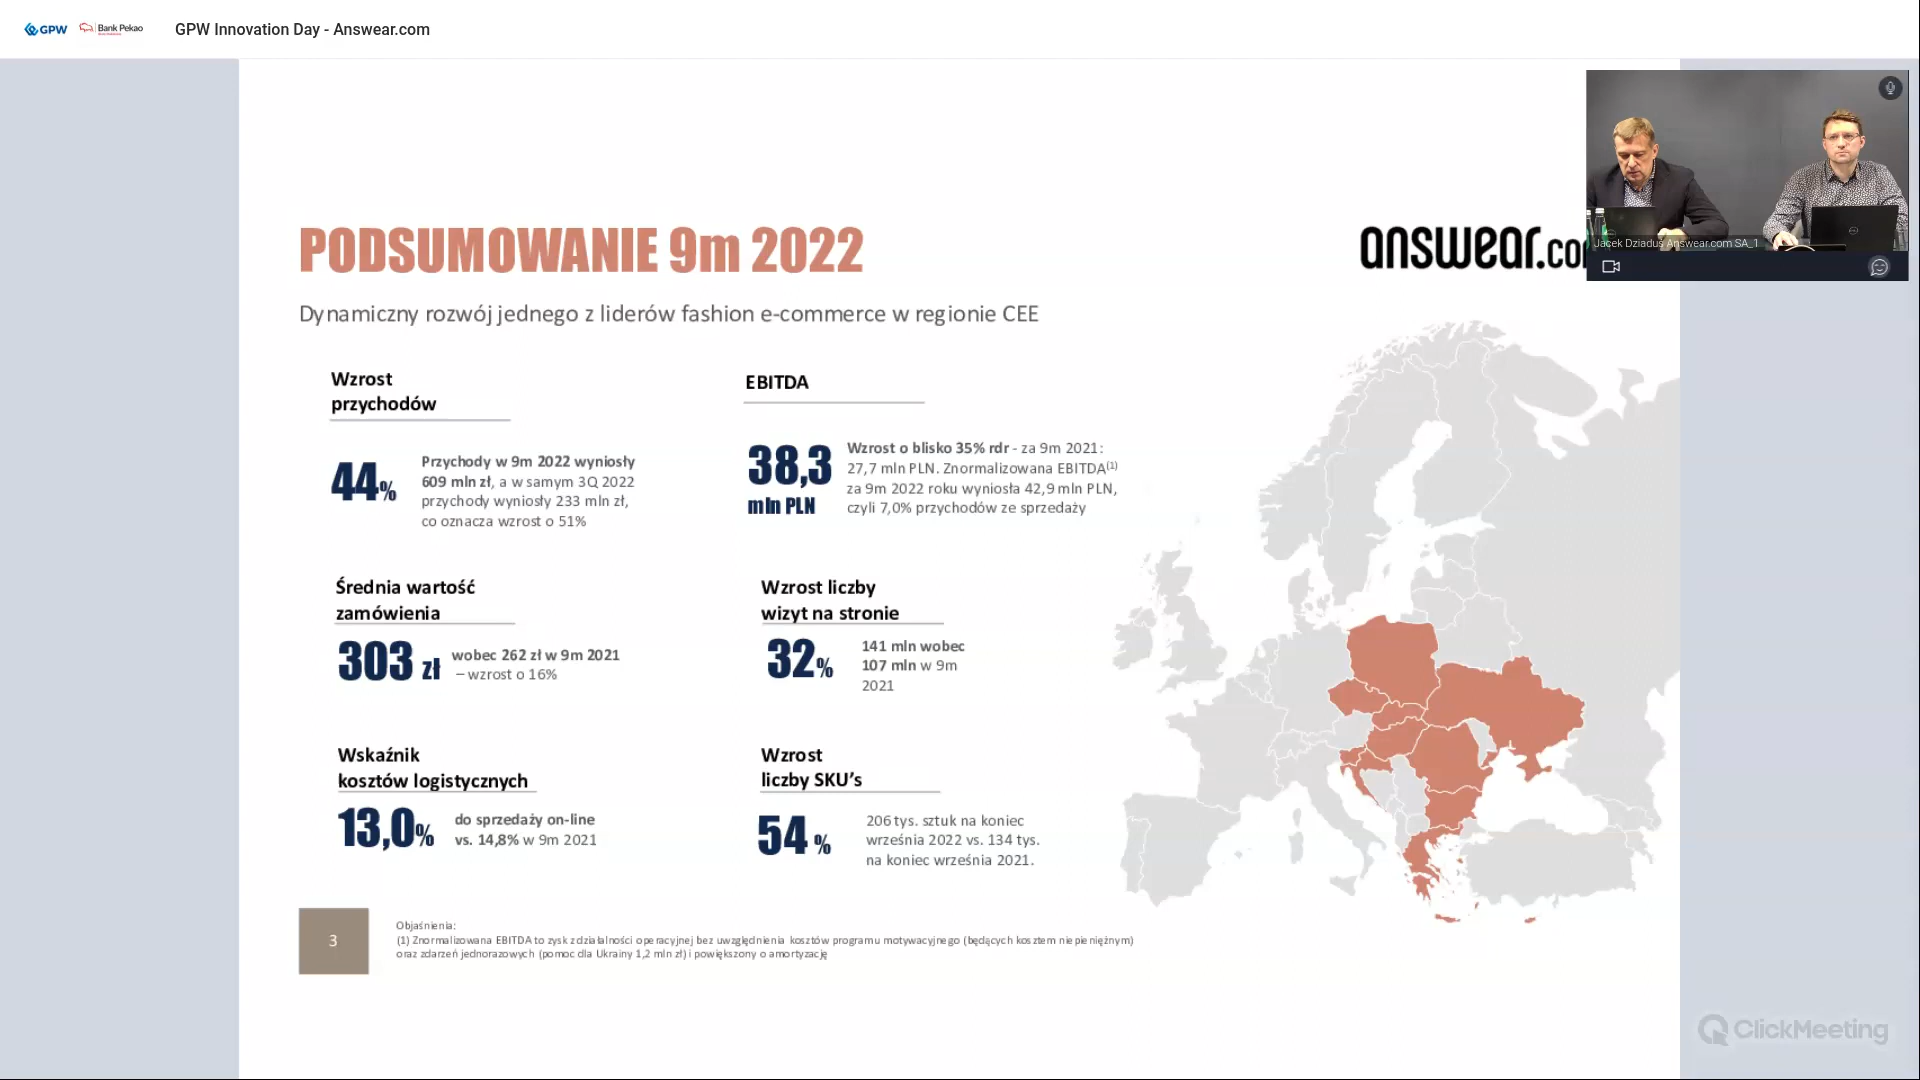 GPW
Bank Pekao
GPW Innovation Day - Answear.com
PODSUMOWANIE 9m 2022
answear.co
Jacek Dziaduś Answear.com SA_1
Dynamiczny rozwój jednego z liderów fashion e-commerce w regionie CEE
Wzrost
przychodów
44%
Przychody w 9m 2022 wyniosły
609 mln zł, a w samym 3Q 2022
przychody wyniosły 233 mln zł,
co oznacza wzrost o 51%
EBITDA
38,3
mln PLN
Wzrost o blisko 35% rdr - za 9m 2021:
27,7 mln PLN. Znormalizowana EBITDA(1)
za 9m 2022 roku wyniosła 42,9 mln PLN,
czyli 7,0% przychodów ze sprzedaży
Średnia wartość
zamówienia
303 zł
wobec 262 zł w 9m 2021
– wzrost o 16%
Wzrost liczby
wizyt na stronie
32%
141 mln wobec
107 mln w 9m
2021
Wskaźnik
kosztów logistycznych
13,0%
do sprzedaży on-line
vs. 14,8% w 9m 2021
Wzrost
liczby SKU's
54 %
206 tys. sztuk na koniec
września 2022 vs. 134 tys.
na koniec września 2021.
3
Objaśnienia:
(1) Znormalizowana EBITDA to zysk z działalności operacyjnej bez uwzględnienia kosztów programu motywacyjnego (będących kosztem niepieniężnym)
oraz zdarzeń jednorazowych (pomoc dla Ukrainy 1,2 mln zł) i powiększony o amortyzację
ClickMeeting